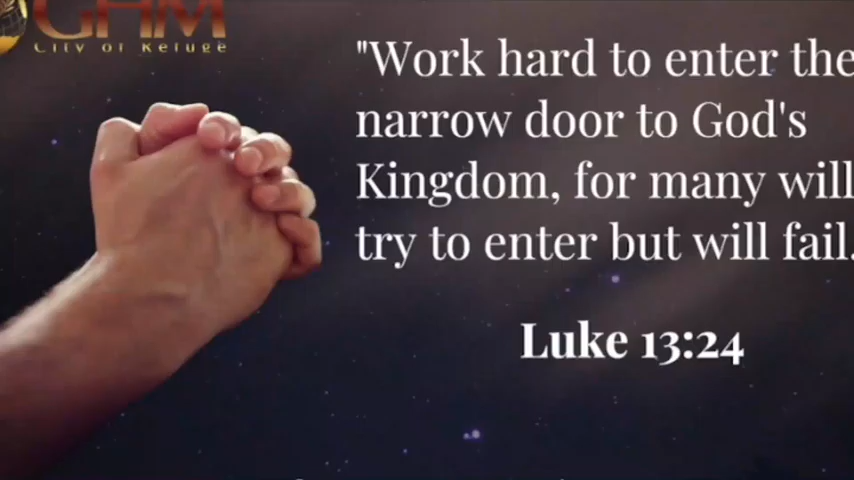 GHM
City of Refuge
"Work hard to enter the
narrow door to God's
Kingdom, for many will
try to enter but will fail.
Luke 13:24